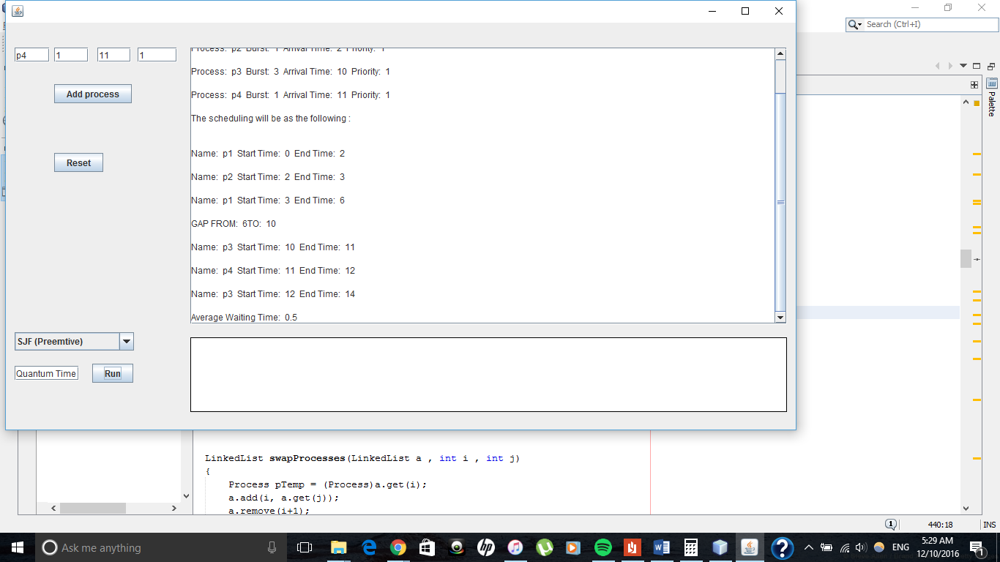 Search (Ctrl+I)
p4 1 11 1
Process: p2 Burst: 1 Arrival Time: 2 Priority: 1
Process: p3 Burst: 3 Arrival Time: 10 Priority: 1
Add process
Process: p4 Burst: 1 Arrival Time: 11 Priority: 1
Palette
The scheduling will be as the following :
Reset
Name: p1 Start Time: 0 End Time: 2
Name: p2 Start Time: 2 End Time: 3
Name: p1 Start Time: 3 End Time: 6
GAP FROM: 6TO: 10
Name: p3 Start Time: 10 End Time: 11
Name: p4 Start Time: 11 End Time: 12
Name: p3 Start Time: 12 End Time: 14
Average Waiting Time: 0.5
SJF (Preemtive)
Quantum Time Run
LinkedList swapProcesses(LinkedList a , int i , int j)
{
Process pTemp = (Process)a.get(i);
a.add(i, a.get(j));
a.remove(i+1);
1 440:18 INS
Ask me anything
hp
ENG
5:29 AM
12/10/2016
1